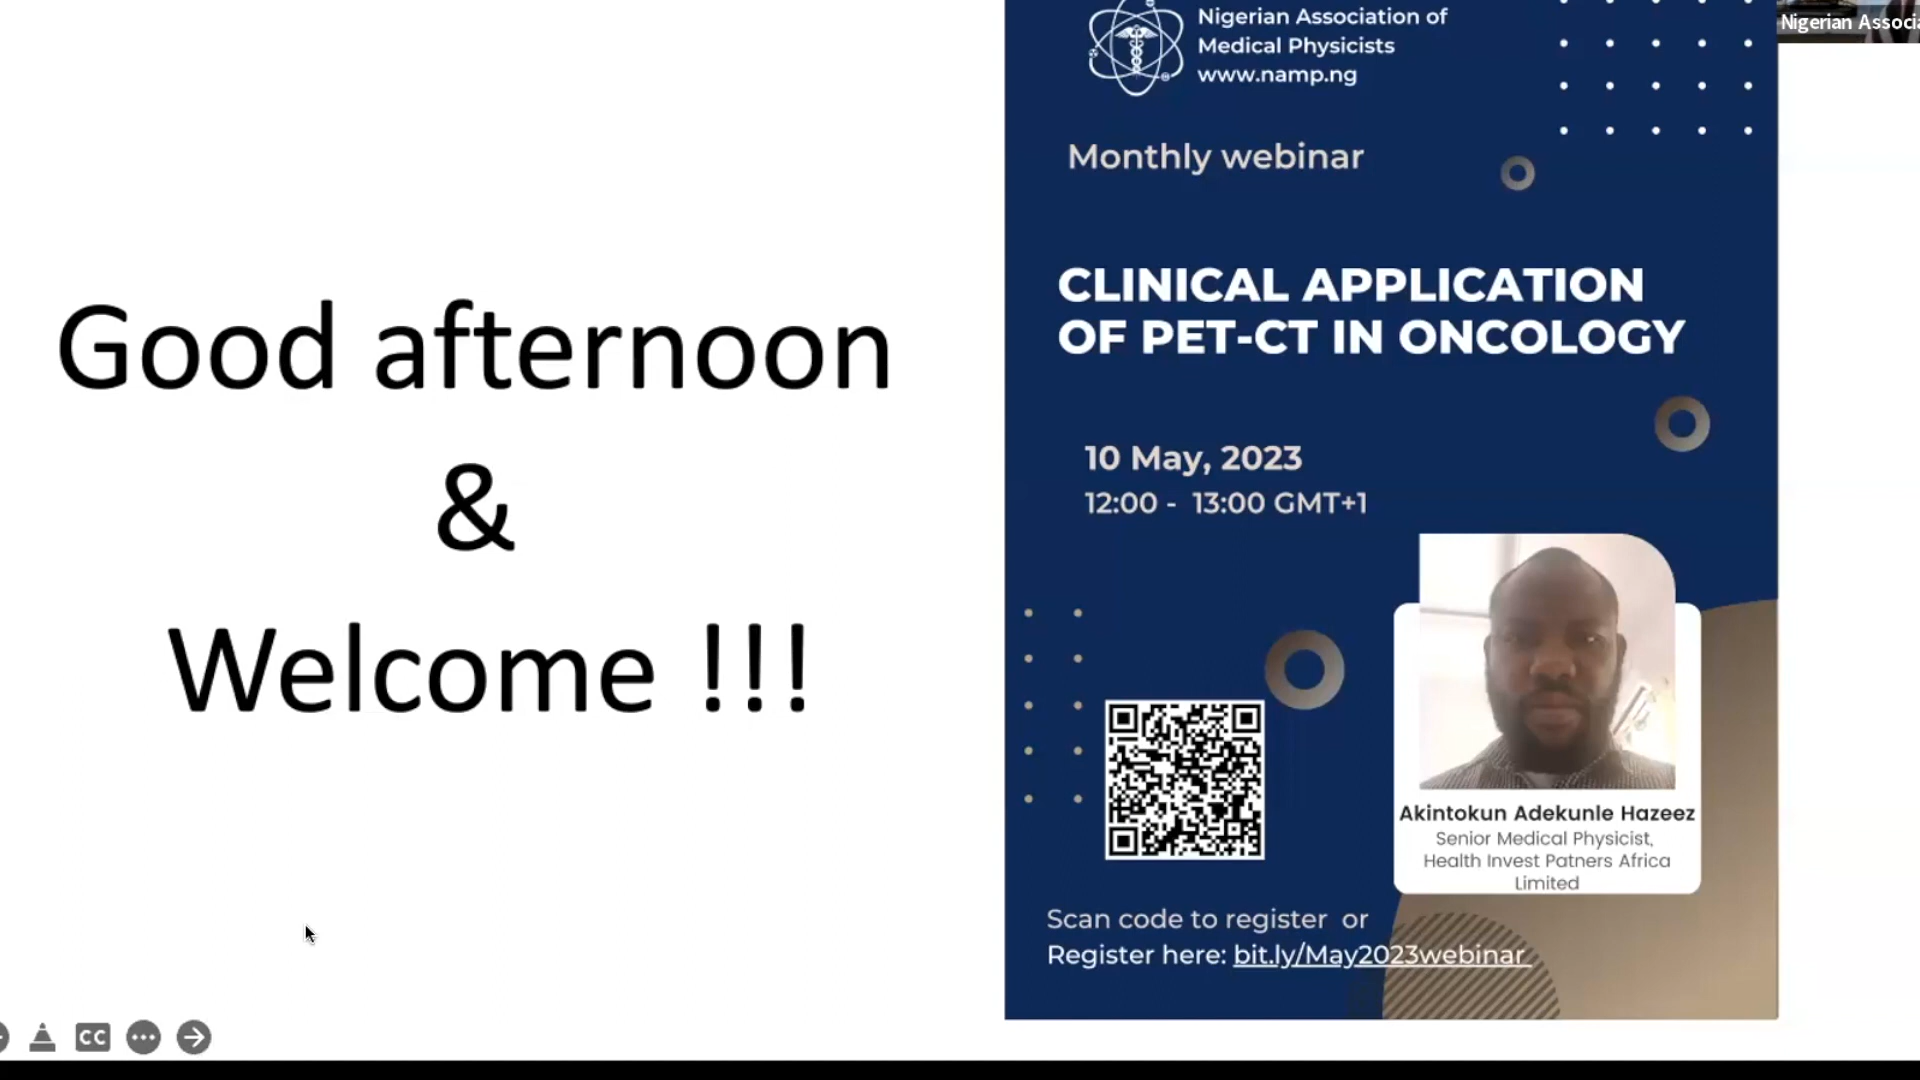 Good afternoon
&
Welcome !!!
Nigerian Association of
Medical Physicists
www.namp.ng
Monthly webinar
CLINICAL APPLICATION
OF PET-CT IN ONCOLOGY
10 May, 2023
12:00 - 13:00 GMT+1
Akintokun Adekunle Hazeez
Senior Medical Physicist,
Health Invest Patners Africa
Limited
Scan code to register or
Register here: bit.ly/May2023webinar
Nigerian Associa
CC